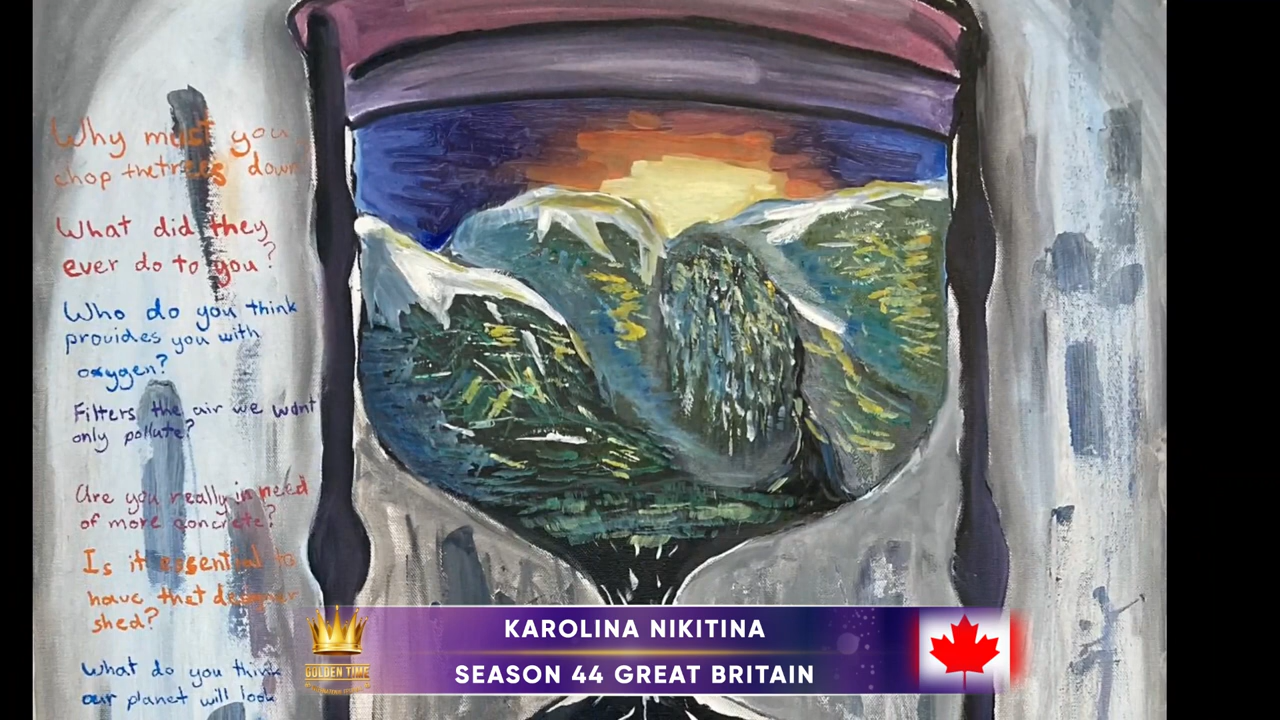 Why must you
chop the trees down
What did they
ever do to you?
Who do you think
provides you with
oxygen?
Filters the air we want
only pollute?
Are you really in need
of more concrete?
Is it essential to
have that designer
shed?
What do you think
our planet will look
GOLDEN TIME
KAROLINA NIKITINA
SEASON 44 GREAT BRITAIN